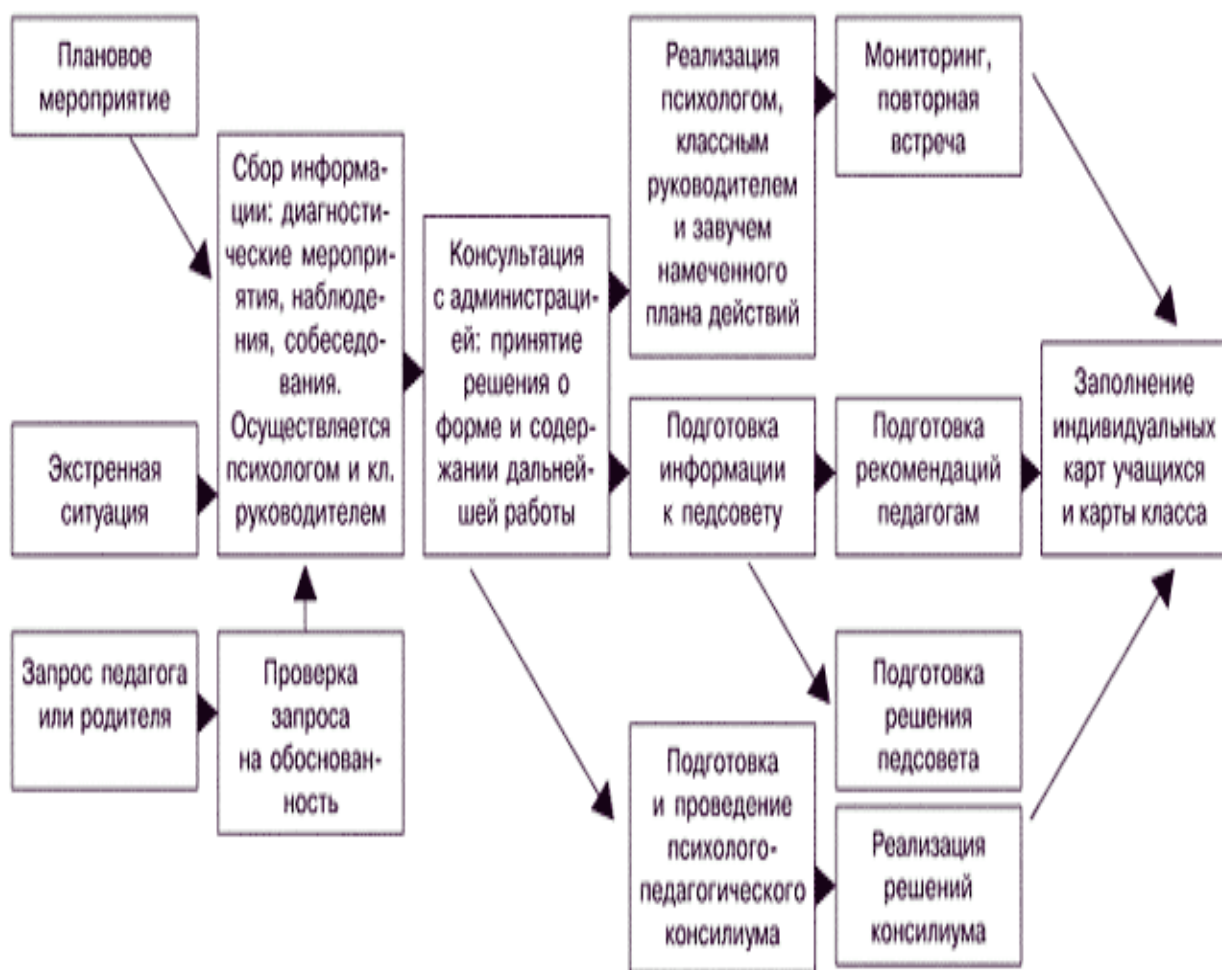 Плановое
мероприятие
Экстренная
ситуация
Запрос педагога
или родителя
Сбор информа-
ции: диагности-
ческие меропри-
ятия, наблюде-
ния, собеседо-
вания.
Осуществляется
психологом и кл.
руководителем
Проверка
запроса
на обоснован-
ность
Консультация
с администраци-
ей: принятие
решения о
форме и содер-
жании дальней-
шей работы
Реализация
психологом,
классным
руководителем
и завучем
намеченного
плана действий
Подготовка
информации
к педсовету
Подготовка
и проведение
психолого-
педагогического
консилиума
Мониторинг,
повторная
встреча
Подготовка
рекомендаций
педагогам
Подготовка
решения
педсовета
Реализация
решений
консилиума
Заполнение
индивидуальных
карт учащихся
и карты класса